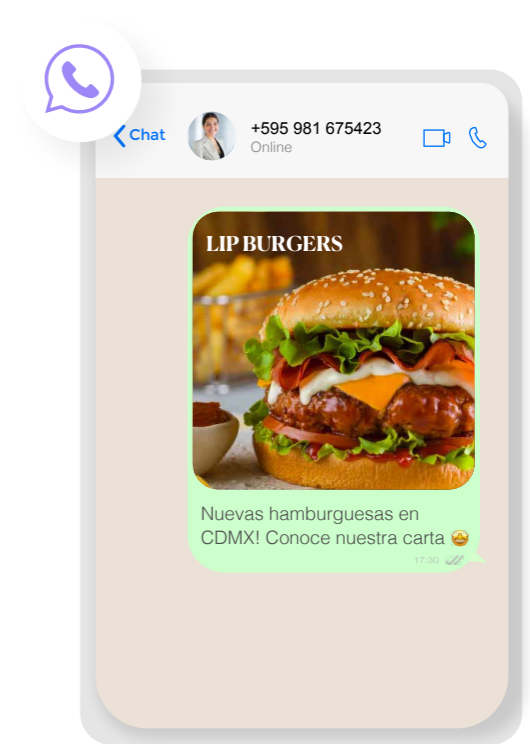 Chat
+595 981 675423
Online
LIP BURGERS
Nuevas hamburguesas en
CDMX! Conoce nuestra carta 🤩
17:30